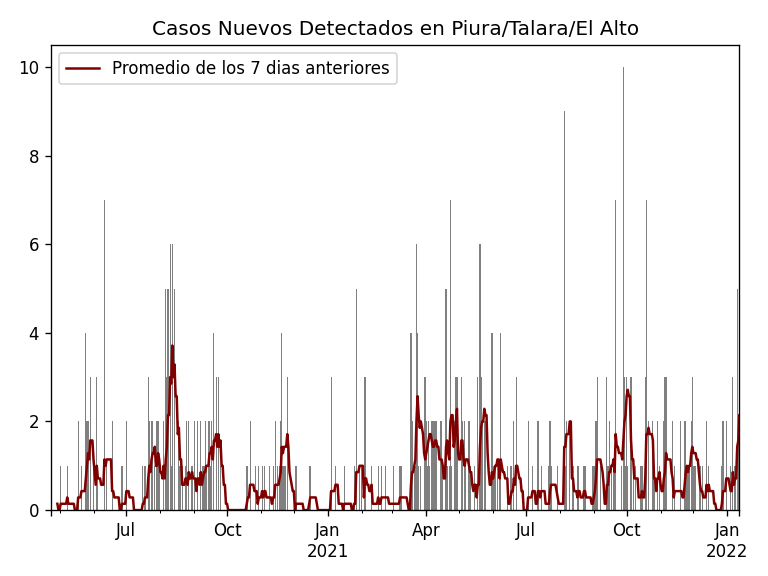 Casos Nuevos Detectados en Piura/Talara/El Alto
Promedio de los 7 dias anteriores
10
8
6
4
2
0
Jul
Oct
Jan
2021
Apr
Jul
Oct
Jan
2022